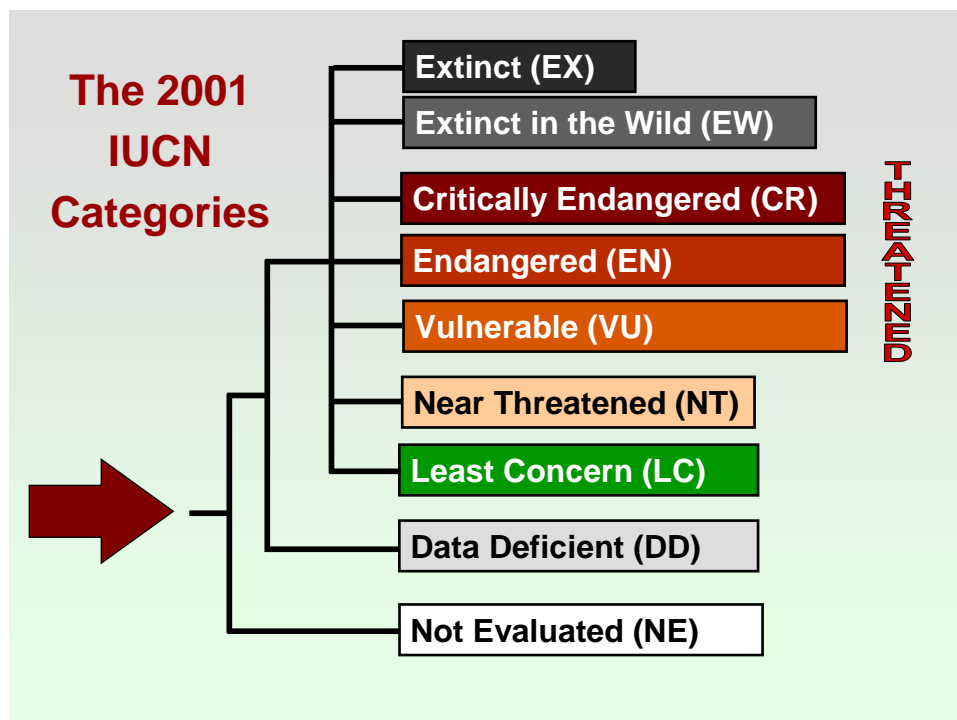 The 2001
IUCN
Categories
Extinct (EX)
Extinct in the Wild (EW)
Critically Endangered (CR)
Endangered (EN)
Vulnerable (VU)
THREATENED
Near Threatened (NT)
Least Concern (LC)
Data Deficient (DD)
Not Evaluated (NE)